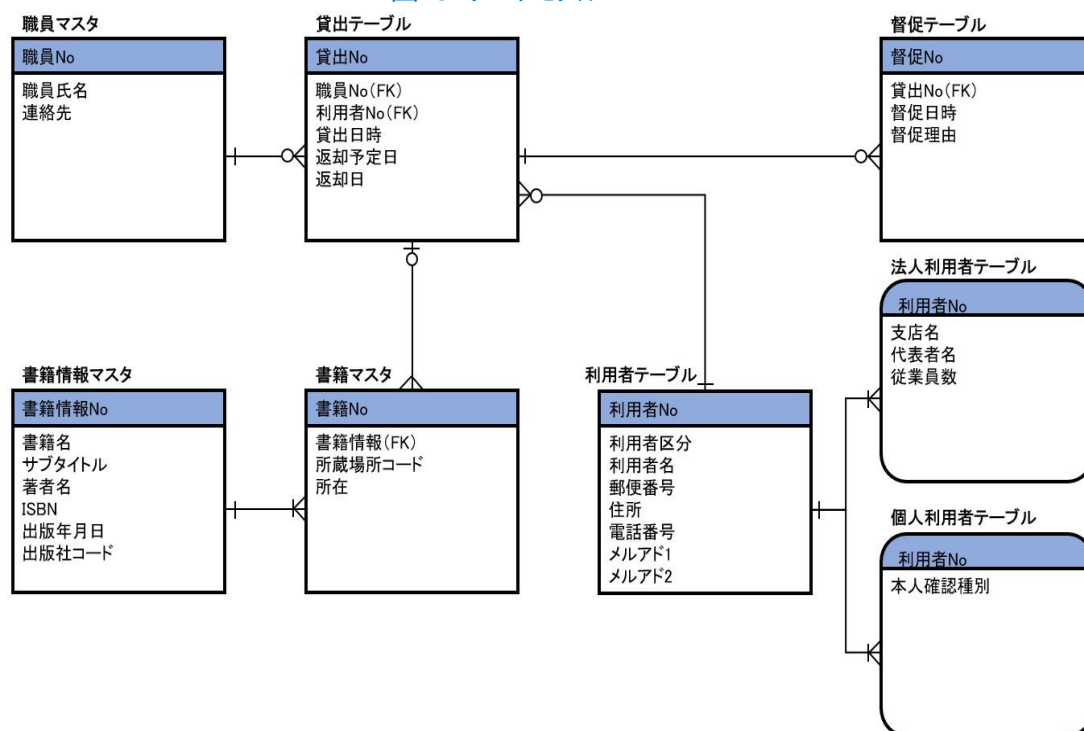 職員マスタ
職員No
職員氏名
連絡先
貸出テーブル
貸出No
職員No(FK)
利用者No(FK)
貸出日時
返却予定日
返却日
督促テーブル
督促No
貸出No(FK)
督促日時
督促理由
法人利用者テーブル
利用者No
支店名
代表者名
従業員数
書籍情報マスタ
書籍情報No
書籍名
サブタイトル
著者名
ISBN
出版年月日
出版社コード
書籍マスタ
書籍No
書籍情報(FK)
所蔵場所コード
所在
利用者テーブル
利用者No
利用者区分
利用者名
郵便番号
住所
電話番号
メルアド1
メルアド2
個人利用者テーブル
利用者No
本人確認種別